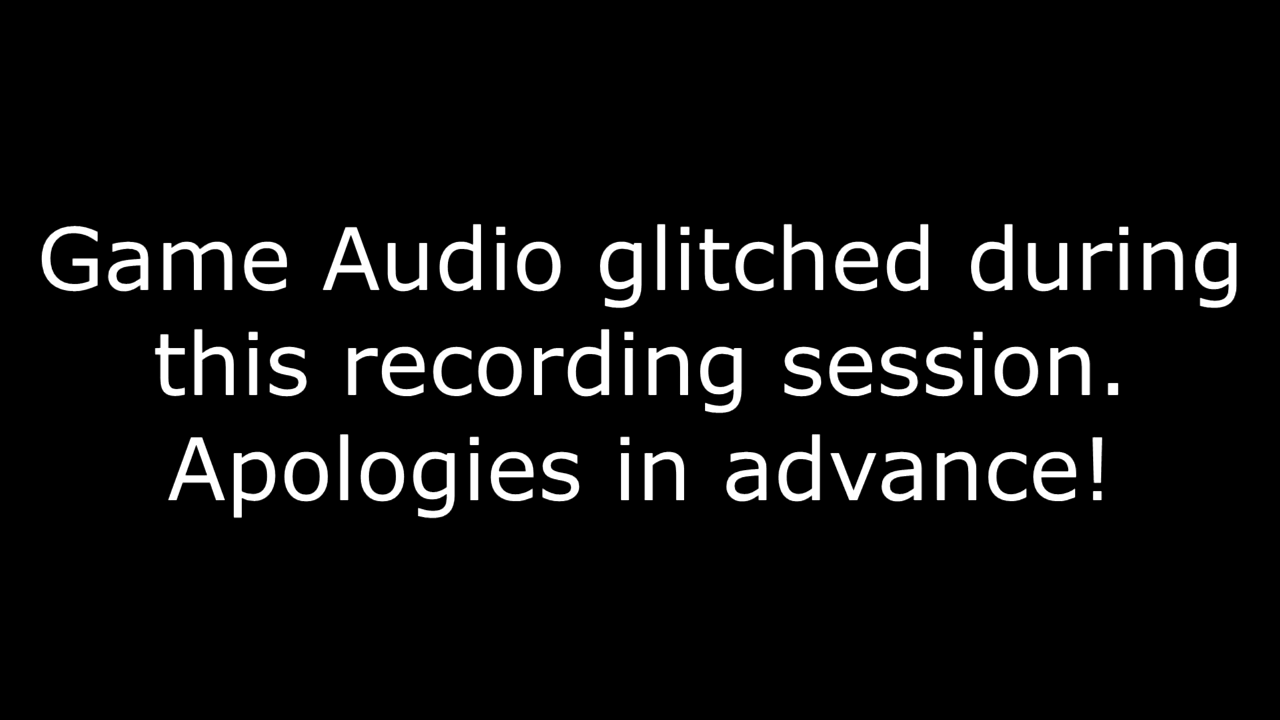 Game Audio glitched during
this recording session.
Apologies in advance!